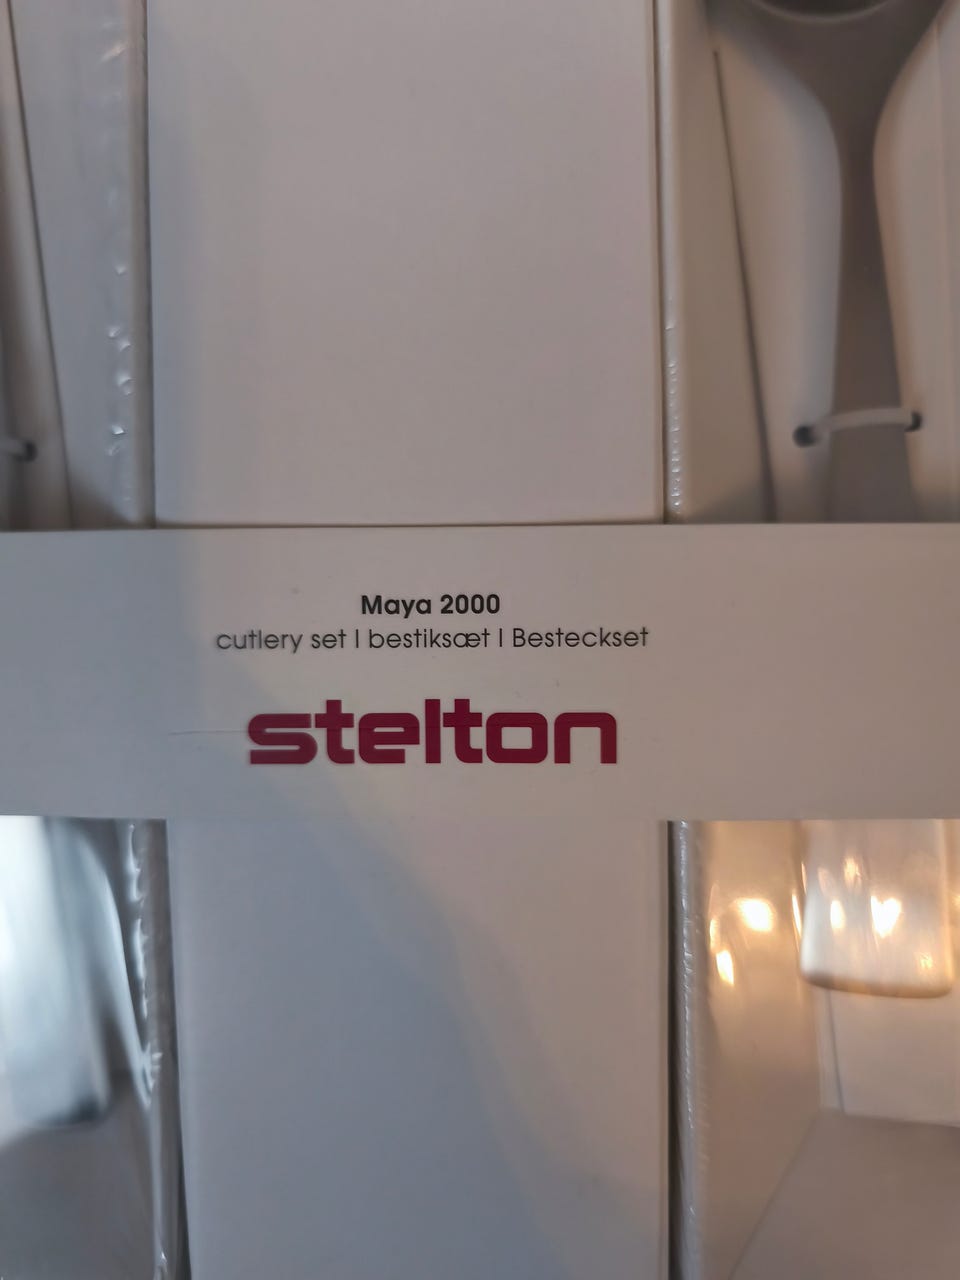 Maya 2000
cutlery set | bestiksæt | Besteckset
stelton